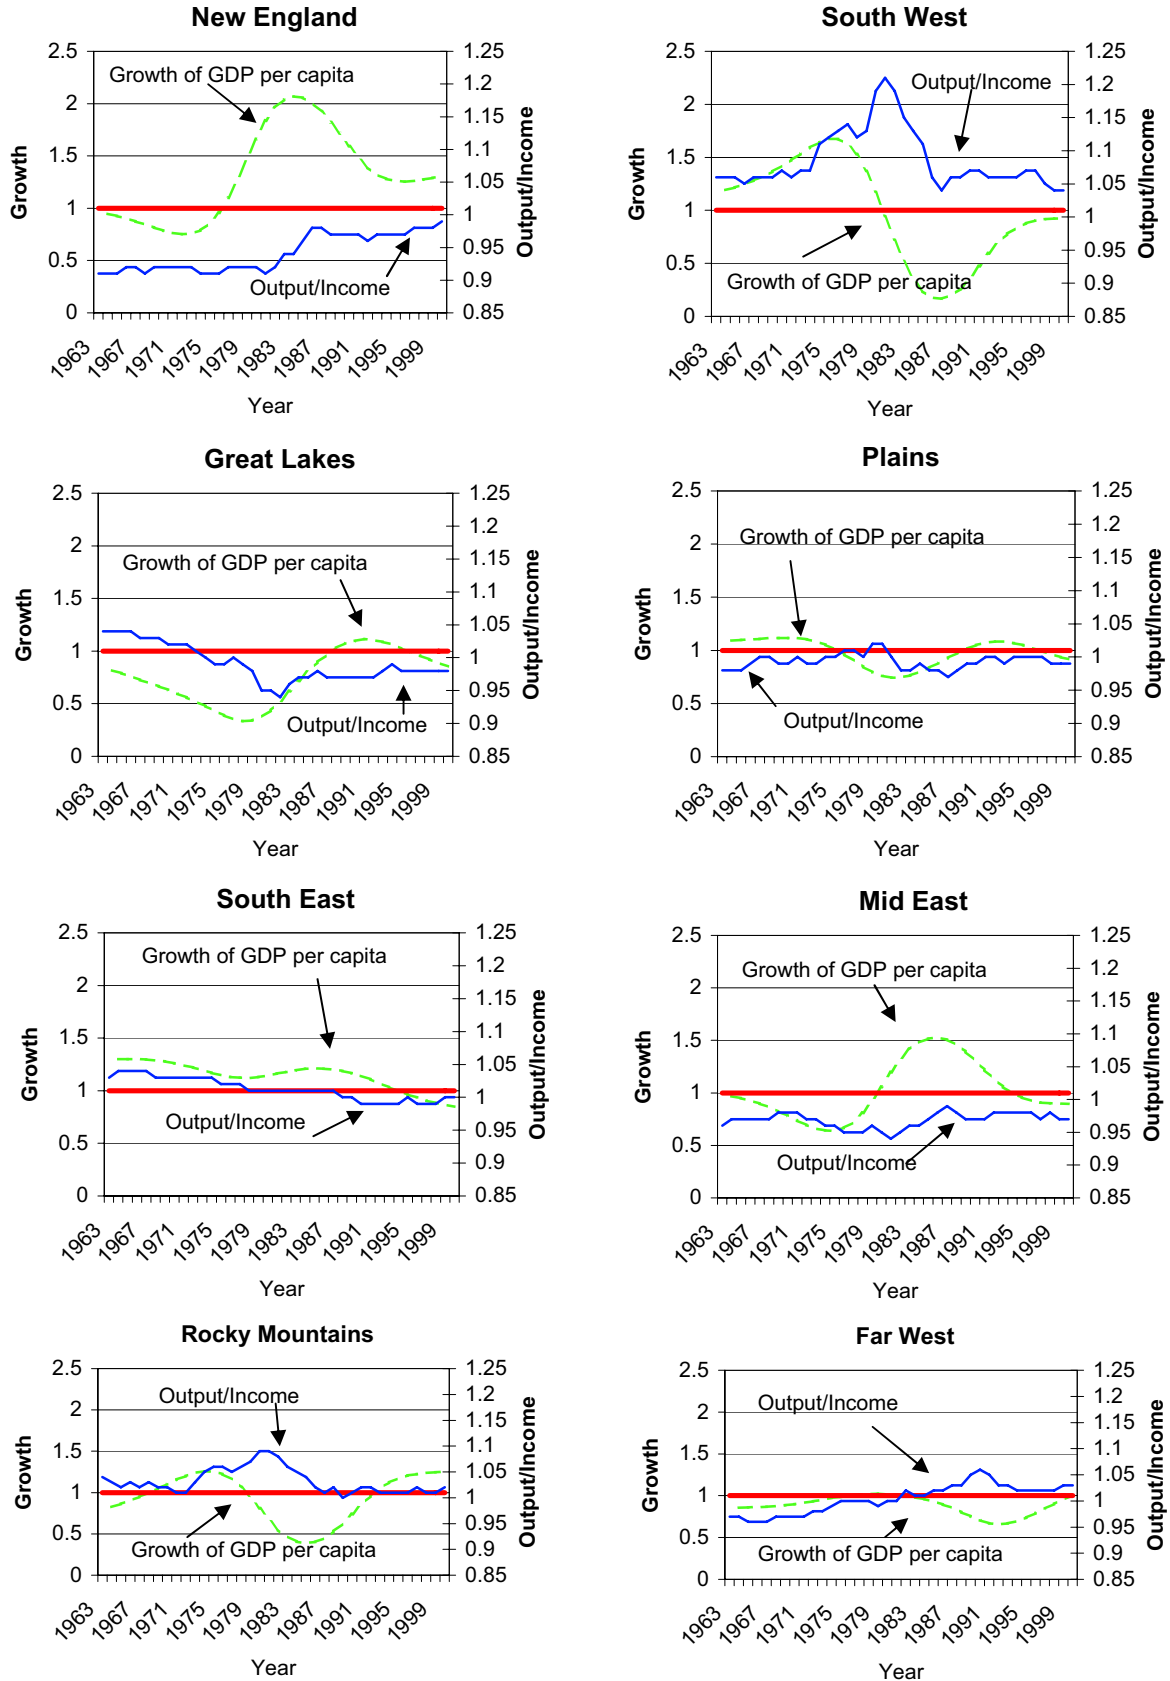 New England
Growth of GDP per capita
Output/Income
Growth
Output/Income
2.5
2
1.5
1
0.5
0
1.25
1.2
1.15
1.1
1.05
1
0.95
0.9
0.85
1963 1967 1971 1975 1979 1983 1987 1991 1995 1999
Year
South West
Output/Income
Growth of GDP per capita
Growth
Output/Income
2.5
2
1.5
1
0.5
0
1.25
1.2
1.15
1.1
1.05
1
0.95
0.9
0.85
1963 1967 1971 1975 1979 1983 1987 1991 1995 1999
Year
Great Lakes
Growth of GDP per capita
Output/Income
Growth
Output/Income
2.5
2
1.5
1
0.5
0
1.25
1.2
1.15
1.1
1.05
1
0.95
0.9
0.85
1963 1967 1971 1975 1979 1983 1987 1991 1995 1999
Year
Plains
Growth of GDP per capita
Output/Income
Growth
Output/Income
2.5
2
1.5
1
0.5
0
1.25
1.2
1.15
1.1
1.05
1
0.95
0.9
0.85
1963 1967 1971 1975 1979 1983 1987 1991 1995 1999
Year
South East
Growth of GDP per capita
Output/Income
Growth
Output/Income
2.5
2
1.5
1
0.5
0
1.25
1.2
1.15
1.1
1.05
1
0.95
0.9
0.85
1963 1967 1971 1975 1979 1983 1987 1991 1995 1999
Year
Mid East
Growth of GDP per capita
Output/Income
Growth
Output/Income
2.5
2
1.5
1
0.5
0
1.25
1.2
1.15
1.1
1.05
1
0.95
0.9
0.85
1963 1967 1971 1975 1979 1983 1987 1991 1995 1999
Year
Rocky Mountains
Output/Income
Growth of GDP per capita
Growth
Output/Income
2.5
2
1.5
1
0.5
0
1.25
1.2
1.15
1.1
1.05
1
0.95
0.9
0.85
1963 1967 1971 1975 1979 1983 1987 1991 1995 1999
Year
Far West
Output/Income
Growth of GDP per capita
Growth
Output/Income
2.5
2
1.5
1
0.5
0
1.25
1.2
1.15
1.1
1.05
1
0.95
0.9
0.85
1963 1967 1971 1975 1979 1983 1987 1991 1995 1999
Year